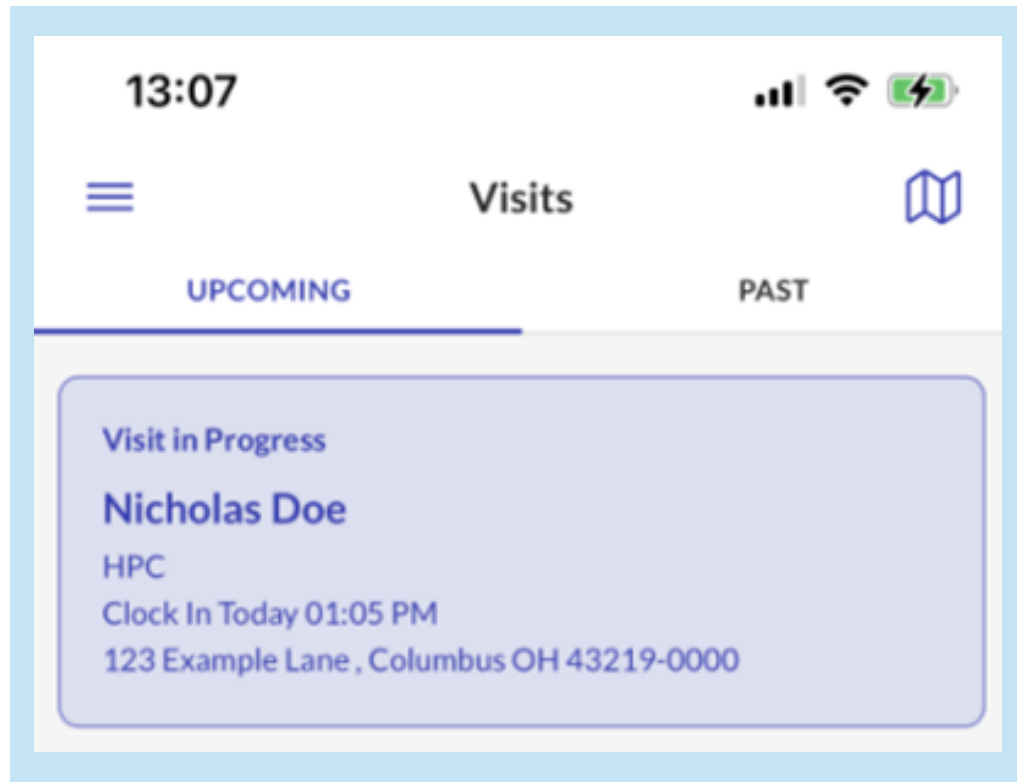 13:07
Visits
UPCOMING PAST
Visit in Progress
Nicholas Doe
HPC
Clock In Today 01:05 PM
123 Example Lane , Columbus OH 43219-0000